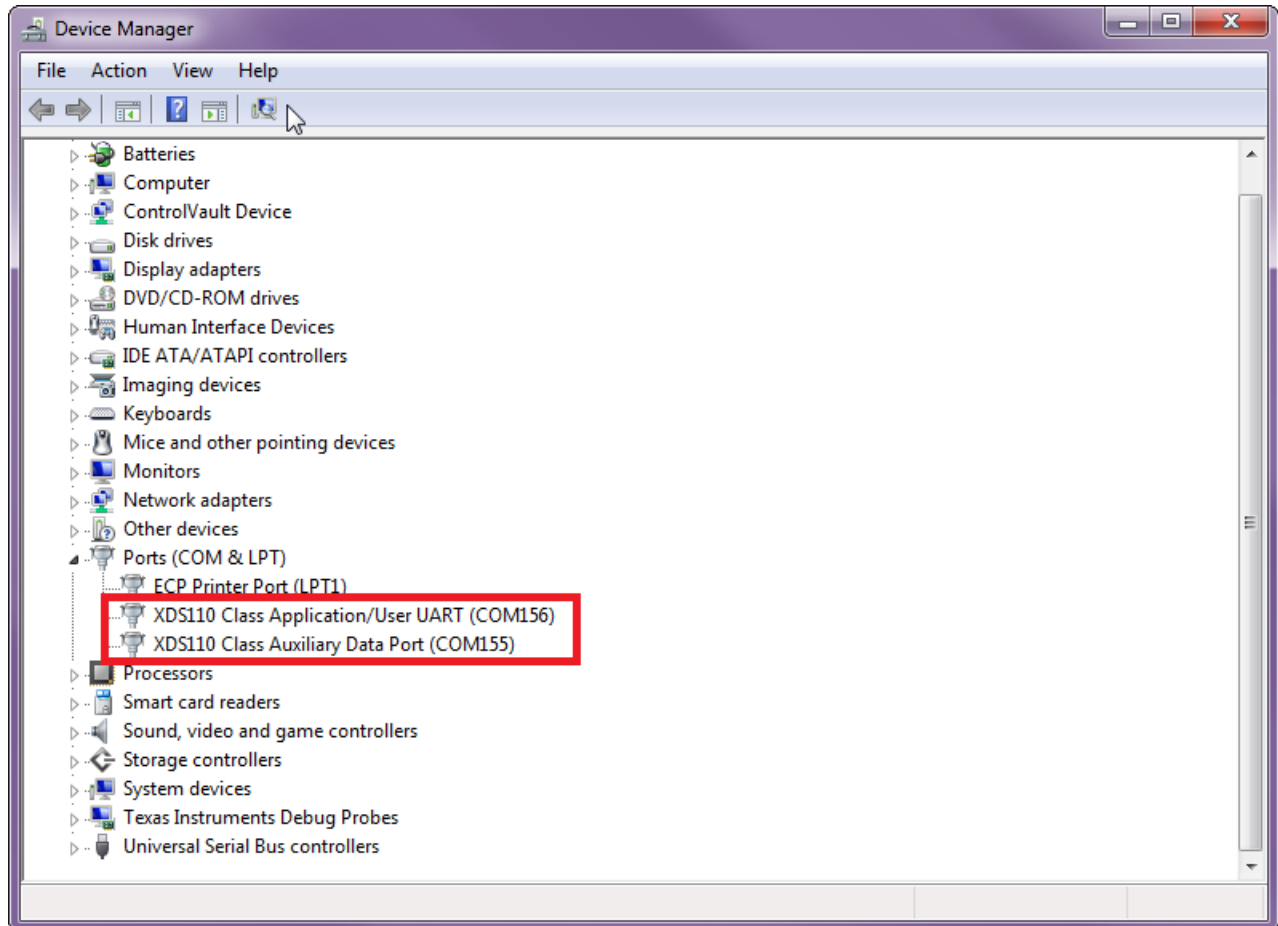 Device Manager
File Action View Help
Batteries
Computer
ControlVault Device
Disk drives
Display adapters
DVD/CD-ROM drives
Human Interface Devices
IDE ATA/ATAPI controllers
Imaging devices
Keyboards
Mice and other pointing devices
Monitors
Network adapters
Other devices
Ports (COM & LPT)
ECP Printer Port (LPT1)
XDS110 Class Application/User UART (COM156)
XDS110 Class Auxiliary Data Port (COM155)
Processors
Smart card readers
Sound, video and game controllers
Storage controllers
System devices
Texas Instruments Debug Probes
Universal Serial Bus controllers